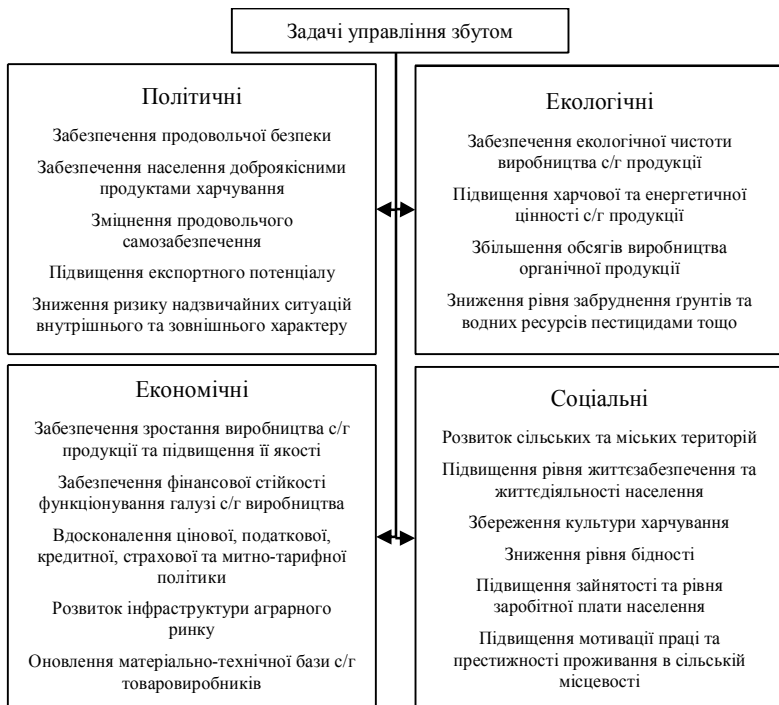 Задачі управління збутом
Політичні
Забезпечення продовольчої безпеки
Забезпечення населення доброякісними
продуктами харчування
Зміцнення продовольчого
самозабезпечення
Підвищення експортного потенціалу
Зниження ризику надзвичайних ситуацій
внутрішнього та зовнішнього характеру
Екологічні
Забезпечення екологічної чистоти
виробництва с/г продукції
Підвищення харчової та енергетичної
цінності с/г продукції
Збільшення обсягів виробництва
органічної продукції
Зниження рівня забруднення ґрунтів та
водних ресурсів пестицидами тощо
Економічні
Забезпечення зростання виробництва с/г
продукції та підвищення її якості
Забезпечення фінансової стійкості
функціонування галузі с/г виробництва
Вдосконалення цінової, податкової,
кредитної, страхової та митно-тарифної
політики
Розвиток інфраструктури аграрного
ринку
Оновлення матеріально-технічної бази с/г
товаровиробників
Соціальні
Розвиток сільських та міських територій
Підвищення рівня життєзабезпечення та
життєдіяльності населення
Збереження культури харчування
Зниження рівня бідності
Підвищення зайнятості та рівня
заробітної плати населення
Підвищення мотивації праці та
престижності проживання в сільській
місцевості